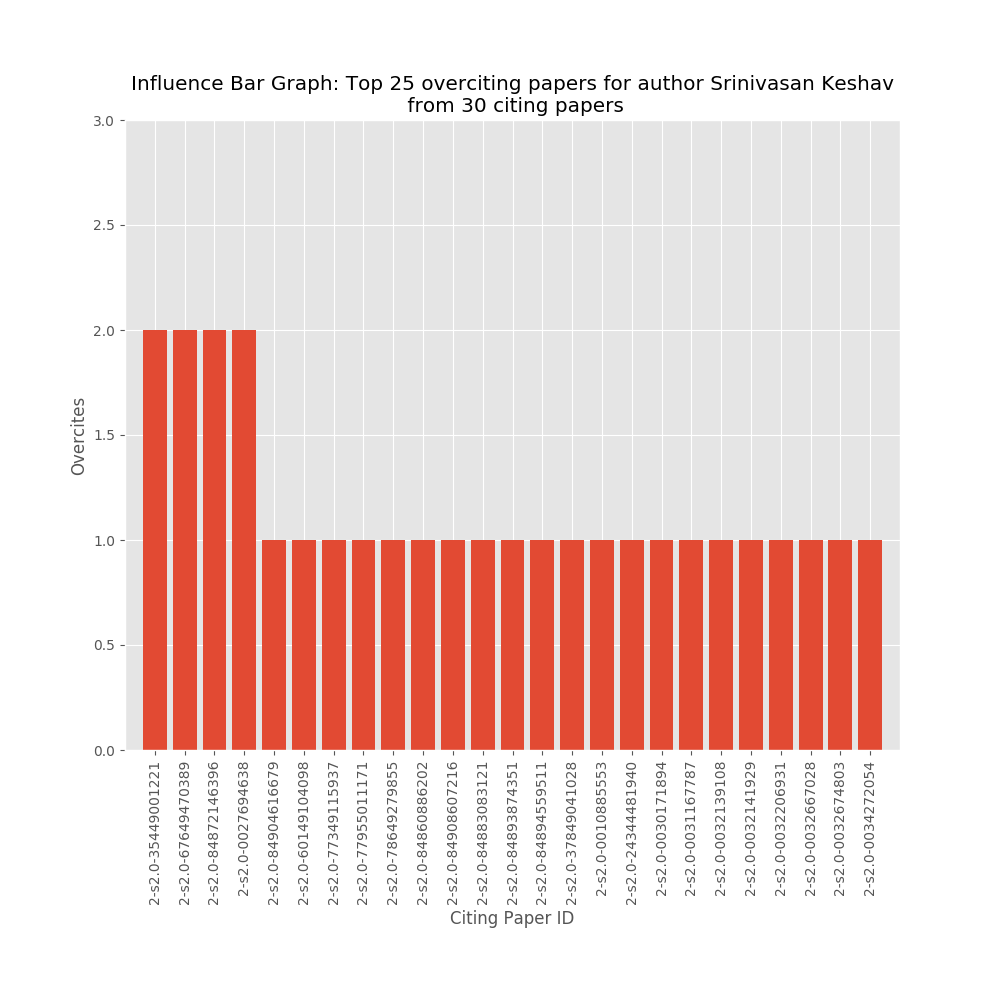 Influence Bar Graph: Top 25 overciting papers for author Srinivasan Keshav
from 30 citing papers
3.0
2.5
2.0
1.5
1.0
0.5
0.0
Overcites
2-s2.0-35449001221
2-s2.0-67649470389
2-s2.0-84872146396
2-s2.0-0027694638
2-s2.0-84904616679
2-s2.0-60149104098
2-s2.0-77349115937
2-s2.0-77955011171
2-s2.0-78649279855
2-s2.0-84860886202
2-s2.0-84908607216
2-s2.0-84883083121
2-s2.0-84893874351
2-s2.0-84894559511
2-s2.0-37849041028
2-s2.0-0010885553
2-s2.0-24344481940
2-s2.0-0030171894
2-s2.0-0031167787
2-s2.0-0032139108
2-s2.0-0032141929
2-s2.0-0032206931
2-s2.0-0032667028
2-s2.0-0032674803
2-s2.0-0034272054
Citing Paper ID